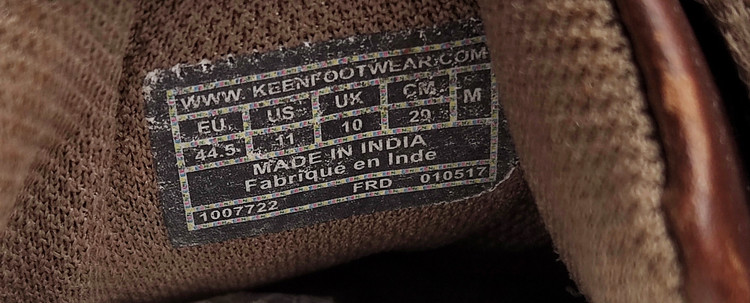 WWW. KEENFOOTWEAR.COM
EU US UK CM M
44.5 11 10 29
MADE IN INDIA
Fabrique en Inde
FRD 010517
1007722